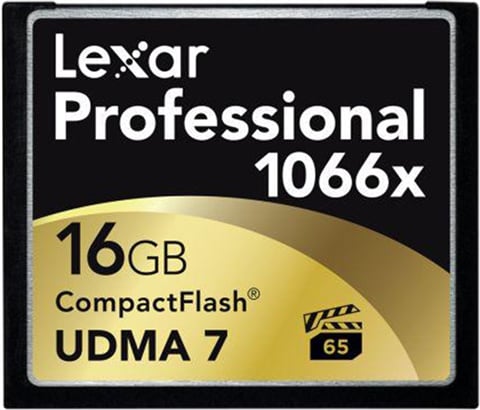 Lexar
Professional
1066x
16GB
CompactFlash®
UDMA 7
65